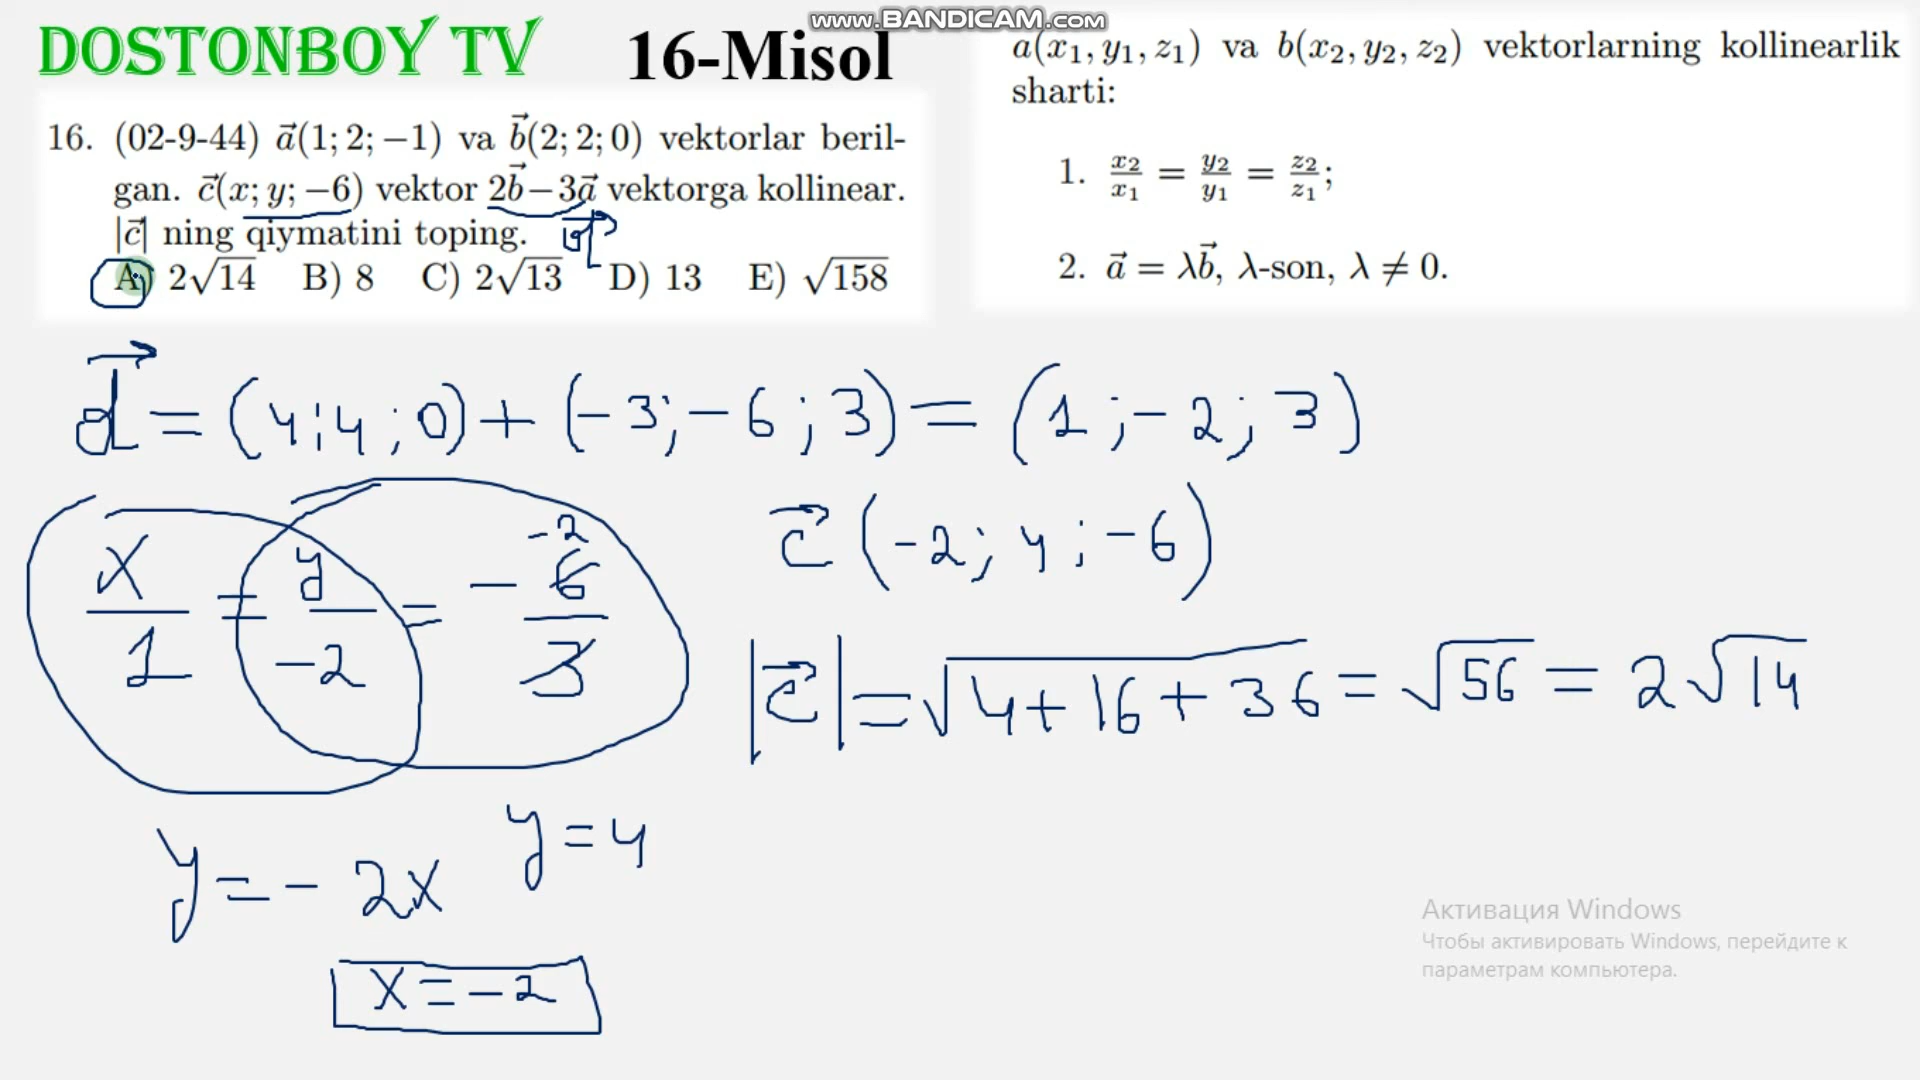 www.BANDICAM.com
DOSTONBOY TV
16-Misol
16. (02-9-44) a⃗(1; 2; −1) va b⃗(2; 2; 0) vektorlar beril-
gan. c⃗(x; y; −6) vektor 2b⃗−3a⃗ vektorga kollinear.
|c⃗| ning qiymatini toping. d⃗
A) 2√14 B) 8 C) 2√13 D) 13 E) √158
a(x₁, y₁, z₁) va b(x₂, y₂, z₂) vektorlarning kollinearlik
sharti:
1. x₂/x₁ = y₂/y₁ = z₂/z₁;
2. a⃗ = λb⃗, λ-son, λ ≠ 0.
d⃗ = (4; 4; 0) + (−3; −6; 3) = (1; −2; 3)
x/1 = y/−2 = −6/3
−2
y = −2x
y = 4
x = −2
c⃗ (−2; 4; −6)
|c⃗| = √4+16+36 = √56 = 2√14
Активация Windows
Чтобы активировать Windows, перейдите к
параметрам компьютера.